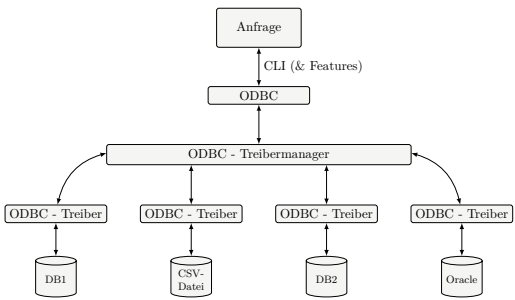 Anfrage
CLI (& Features)
ODBC
ODBC - Treibermanager
ODBC - Treiber
ODBC - Treiber
ODBC - Treiber
ODBC - Treiber
DB1
CSV-
Datei
DB2
Oracle